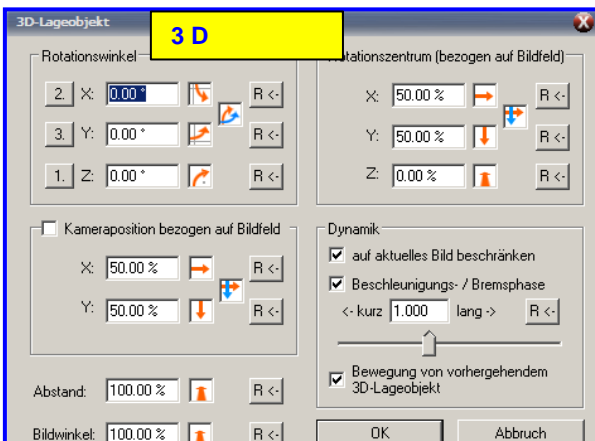 3D-Lageobjekt
3 D
Rotationswinkel
2. X: 0.00 ° R <-
3. Y: 0.00 ° R <-
1. Z: 0.00 ° R <-
Rotationszentrum (bezogen auf Bildfeld)
X: 50.00 % R <-
Y: 50.00 % R <-
Z: 0.00 % R <-
Kameraposition bezogen auf Bildfeld
X: 50.00 % R <-
Y: 50.00 % R <-
Abstand: 100.00 % R <-
Bildwinkel: 100.00 % R <-
Dynamik
auf aktuelles Bild beschränken
Beschleunigungs- / Bremsphase
<- kurz 1.000 lang -> R <-
Bewegung von vorhergehendem
3D-Lageobjekt
OK Abbruch